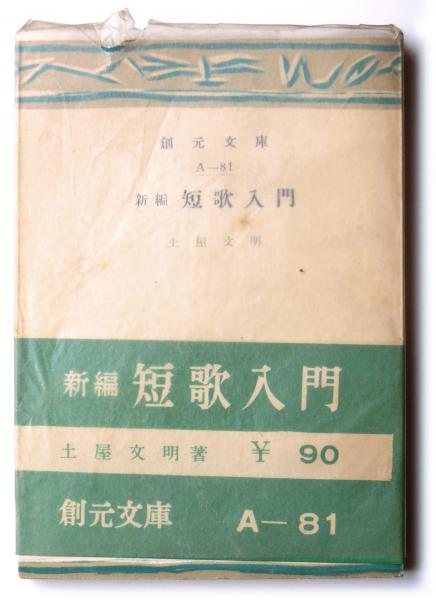 創元文庫
A—81
新編 短歌入門
土屋文明
新編 短歌入門
土屋文明著 ¥ 90
創元文庫 A—81